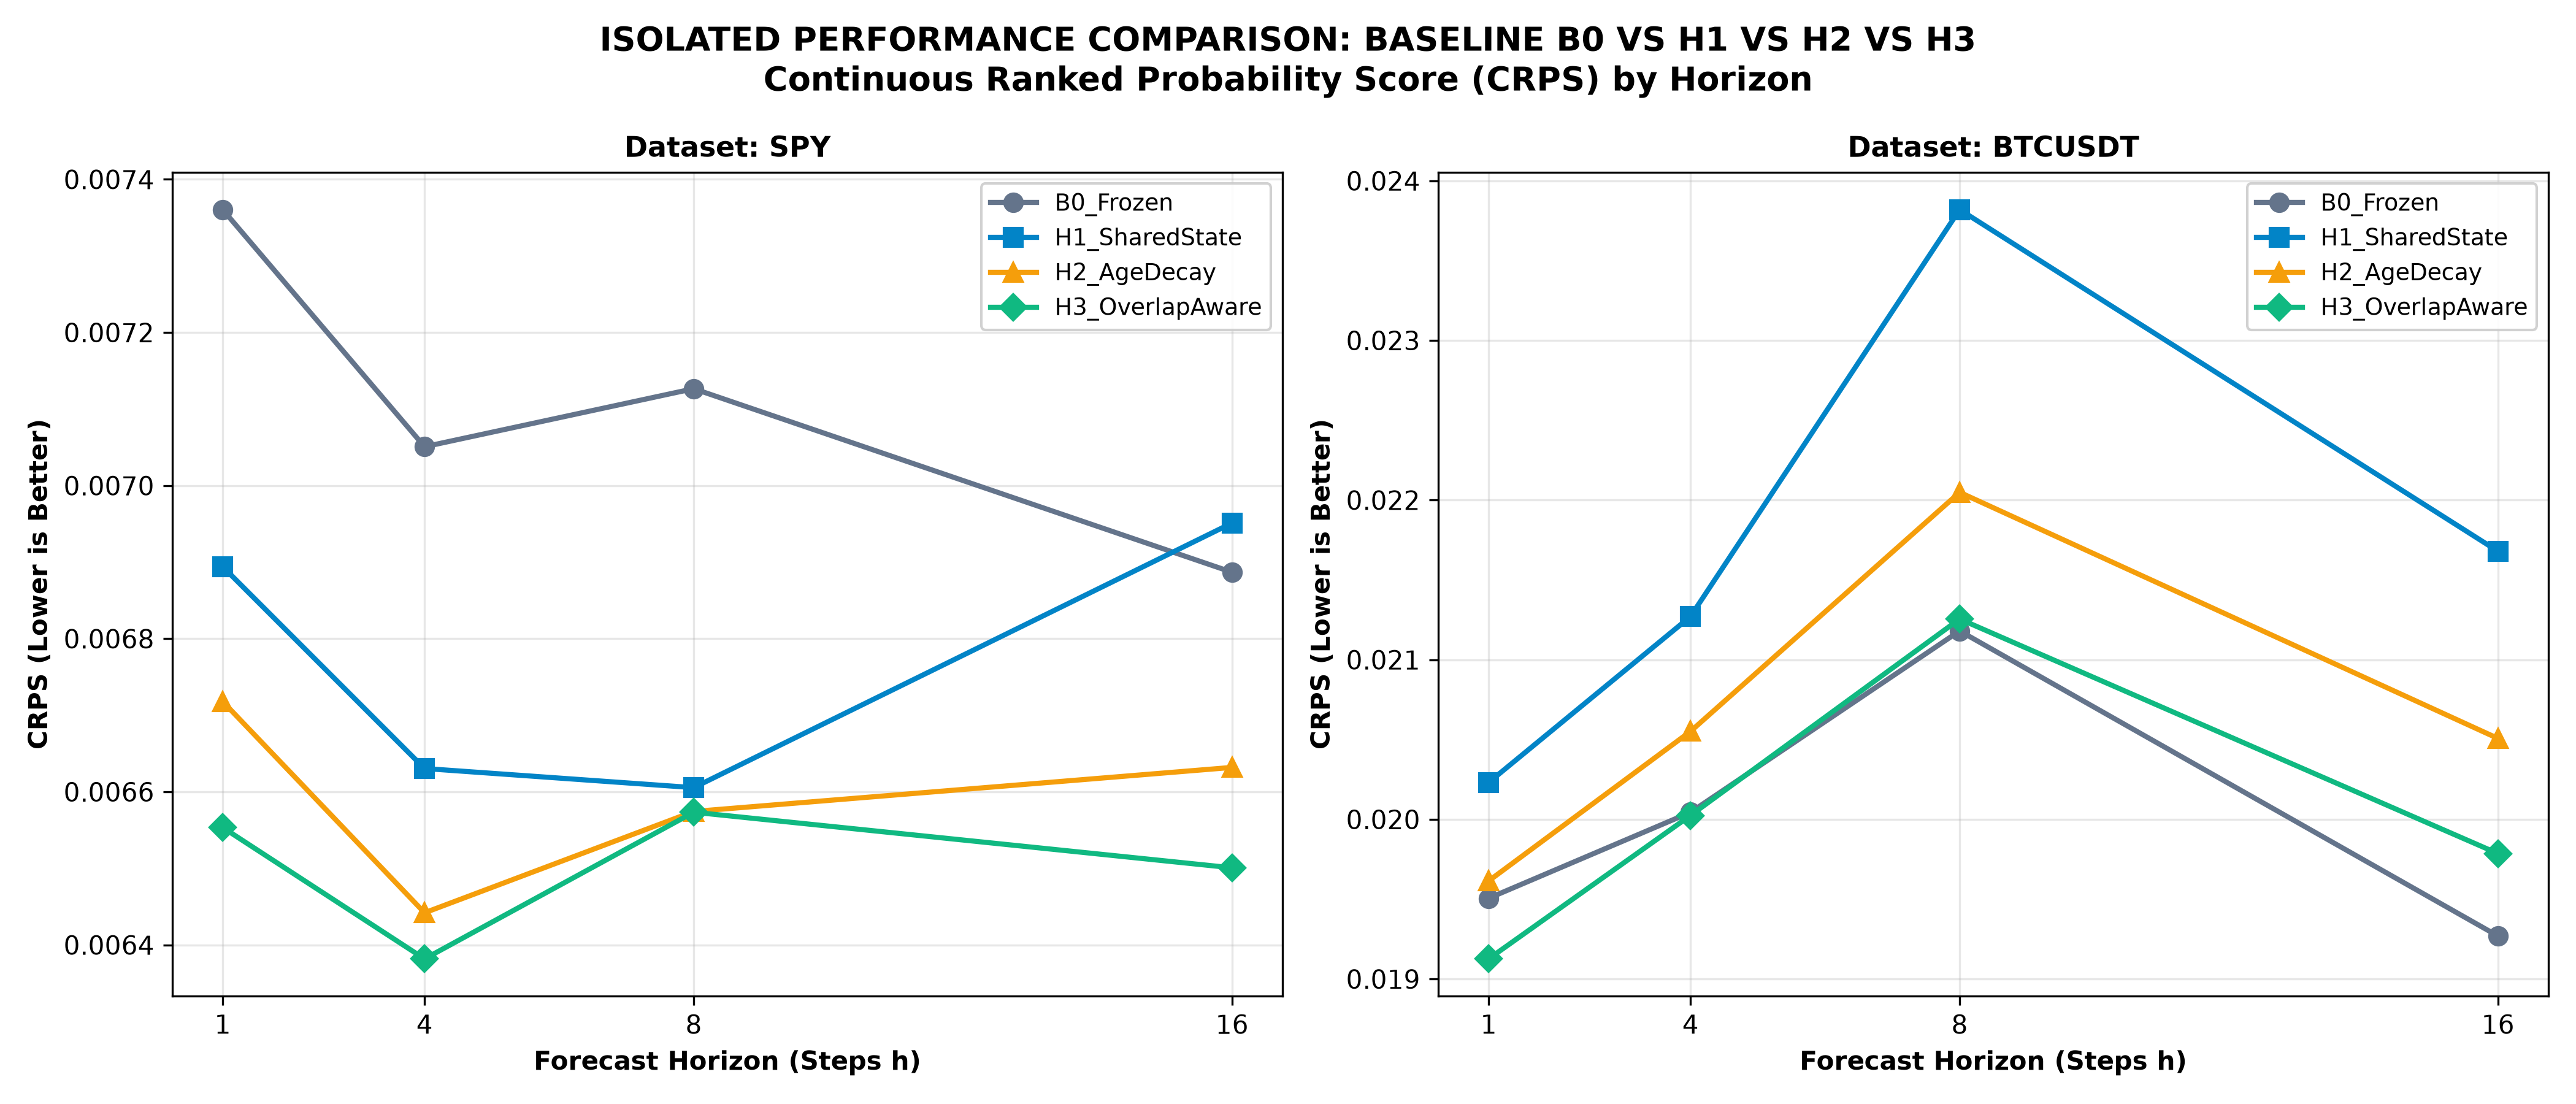 ISOLATED PERFORMANCE COMPARISON: BASELINE B0 VS H1 VS H2 VS H3
Continuous Ranked Probability Score (CRPS) by Horizon
Dataset: SPY
CRPS (Lower is Better)
0.0074
0.0072
0.0070
0.0068
0.0066
0.0064
B0_Frozen
H1_SharedState
H2_AgeDecay
H3_OverlapAware
1
4
8
16
Forecast Horizon (Steps h)
Dataset: BTCUSDT
CRPS (Lower is Better)
0.024
0.023
0.022
0.021
0.020
0.019
B0_Frozen
H1_SharedState
H2_AgeDecay
H3_OverlapAware
1
4
8
16
Forecast Horizon (Steps h)